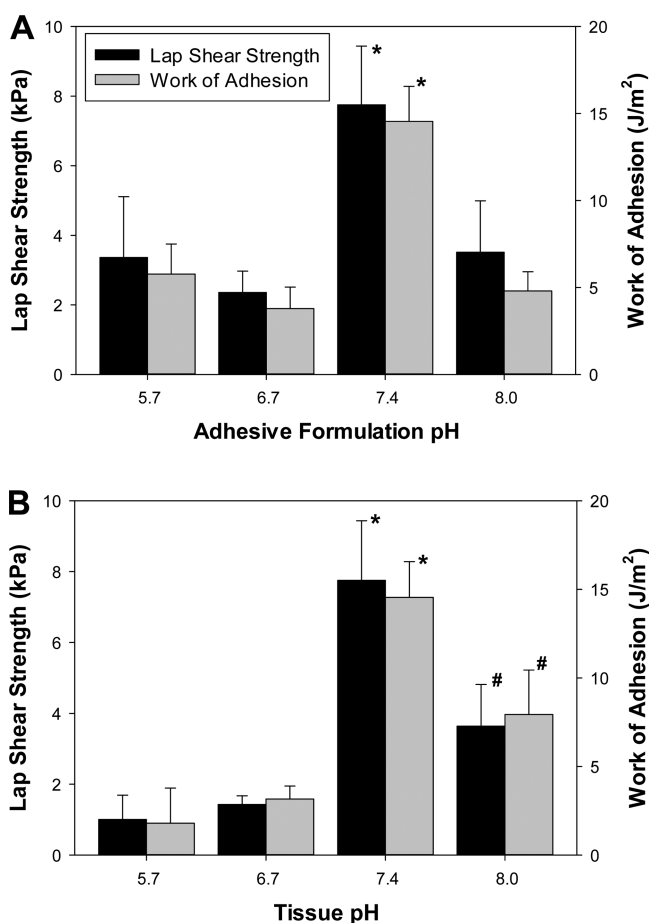 A
Lap Shear Strength (kPa)
10
8
6
4
2
0
Lap Shear Strength
Work of Adhesion
*
*
20
15
10
5
0
Work of Adhesion (J/m²)
5.7 6.7 7.4 8.0
Adhesive Formulation pH
B
Lap Shear Strength (kPa)
10
8
6
4
2
0
*
*
#
#
20
15
10
5
0
Work of Adhesion (J/m²)
5.7 6.7 7.4 8.0
Tissue pH